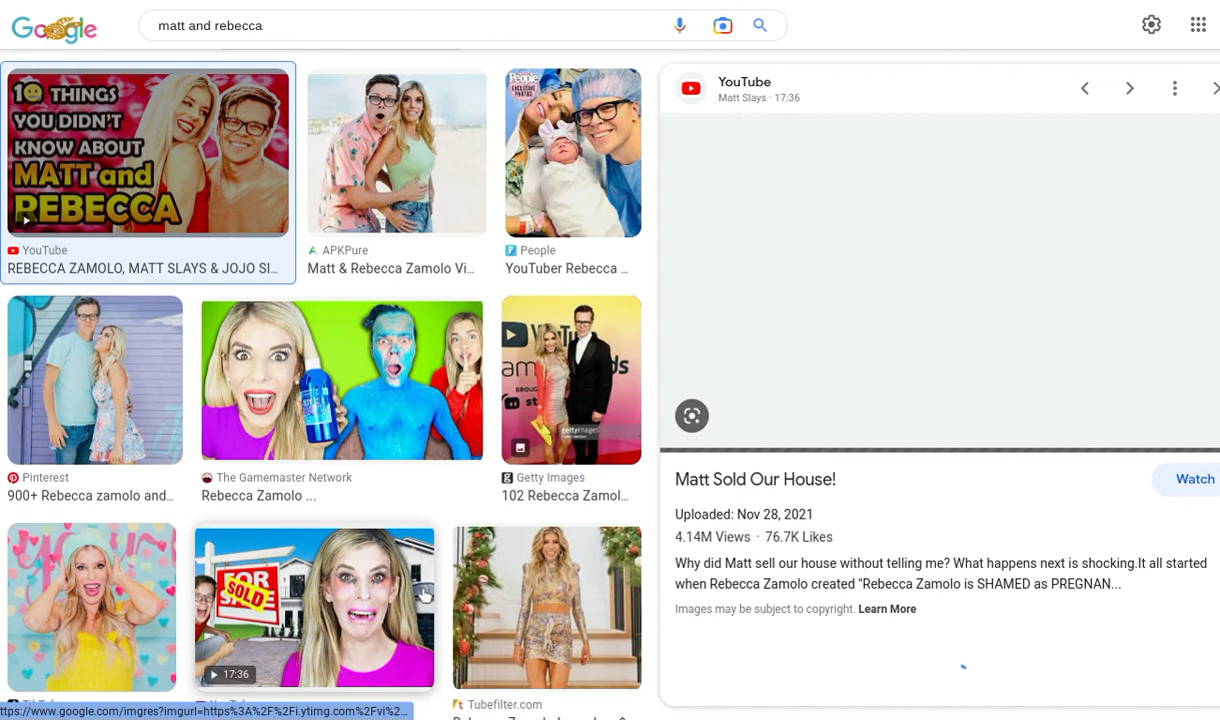 Google
matt and rebecca
10 THINGS
YOU DIDN'T
KNOW ABOUT
MATT and
REBECCA
YouTube
REBECCA ZAMOLO, MATT SLAYS & JOJO SI...
APKPure
Matt & Rebecca Zamolo Vi...
People
EXCLUSIVE
PHOTOS
People
YouTuber Rebecca ...
YouTube
Matt Slays · 17:36
Pinterest
900+ Rebecca zamolo and...
The Gamemaster Network
Rebecca Zamolo ...
gettyimages
Getty Images
102 Rebecca Zamol...
Matt Sold Our House!
Watch
Uploaded: Nov 28, 2021
4.14M Views · 76.7K Likes
Why did Matt sell our house without telling me? What happens next is shocking.It all started
when Rebecca Zamolo created "Rebecca Zamolo is SHAMED as PREGNAN...
Images may be subject to copyright. Learn More
FOR
SOLD
17:36
Tubefilter.com
ttps://www.google.com/imgres?imgurl=https%3A%2F%2Fi.ytimg.com%2Fvi%2...